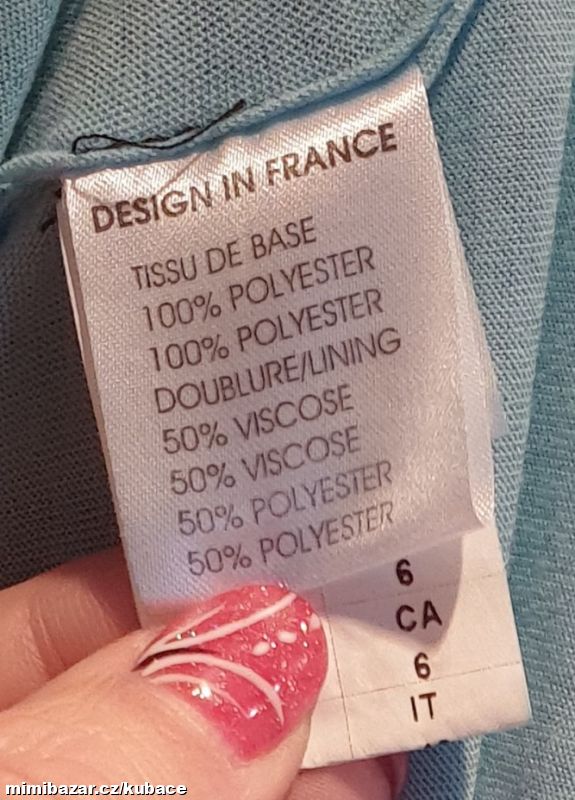 DESIGN IN FRANCE
TISSU DE BASE
100% POLYESTER
100% POLYESTER
DOUBLURE/LINING
50% VISCOSE
50% VISCOSE
50% POLYESTER
50% POLYESTER
6
CA
6
IT
mimibazar.cz/kubace